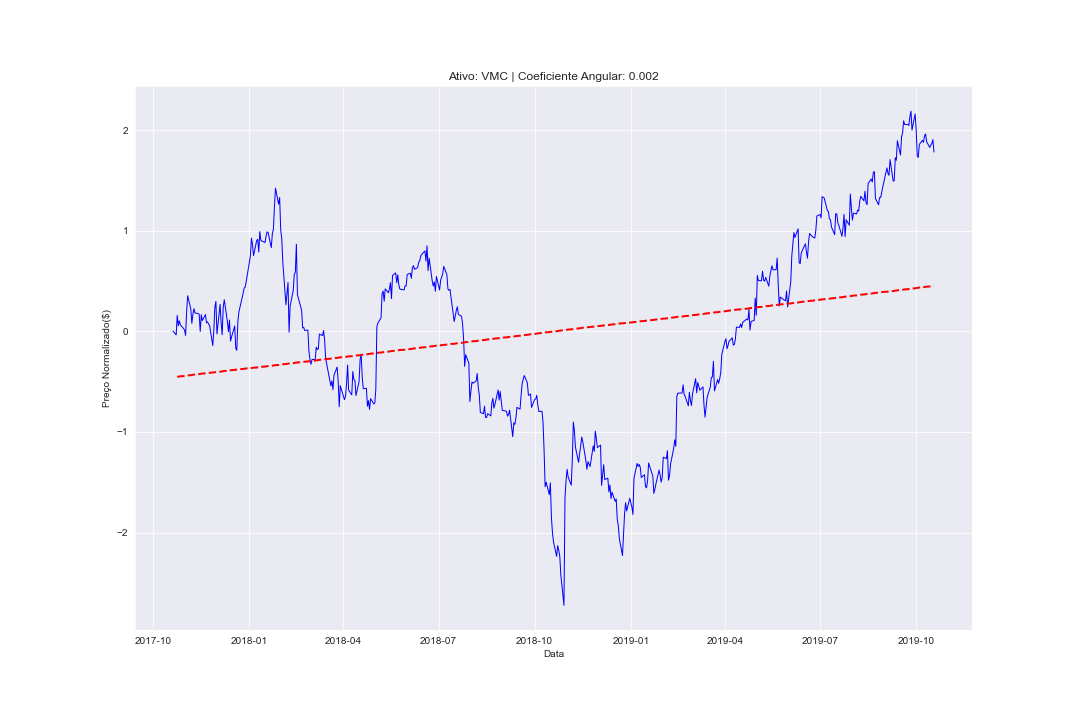 Ativo: VMC | Coeficiente Angular: 0.002
Preço Normalizado($)
2
1
0
−1
−2
2017-10 2018-01 2018-04 2018-07 2018-10 2019-01 2019-04 2019-07 2019-10
Data